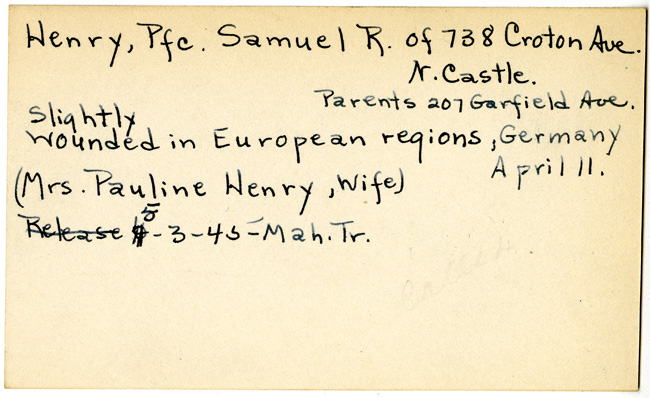 Henry, Pfc. Samuel R. of 738 Croton Ave.
N. Castle.
Parents 207 Garfield Ave.
Slightly
wounded in European regions, Germany
April 11.
(Mrs. Pauline Henry, Wife)
5
Release -3-45-Mah. Tr.